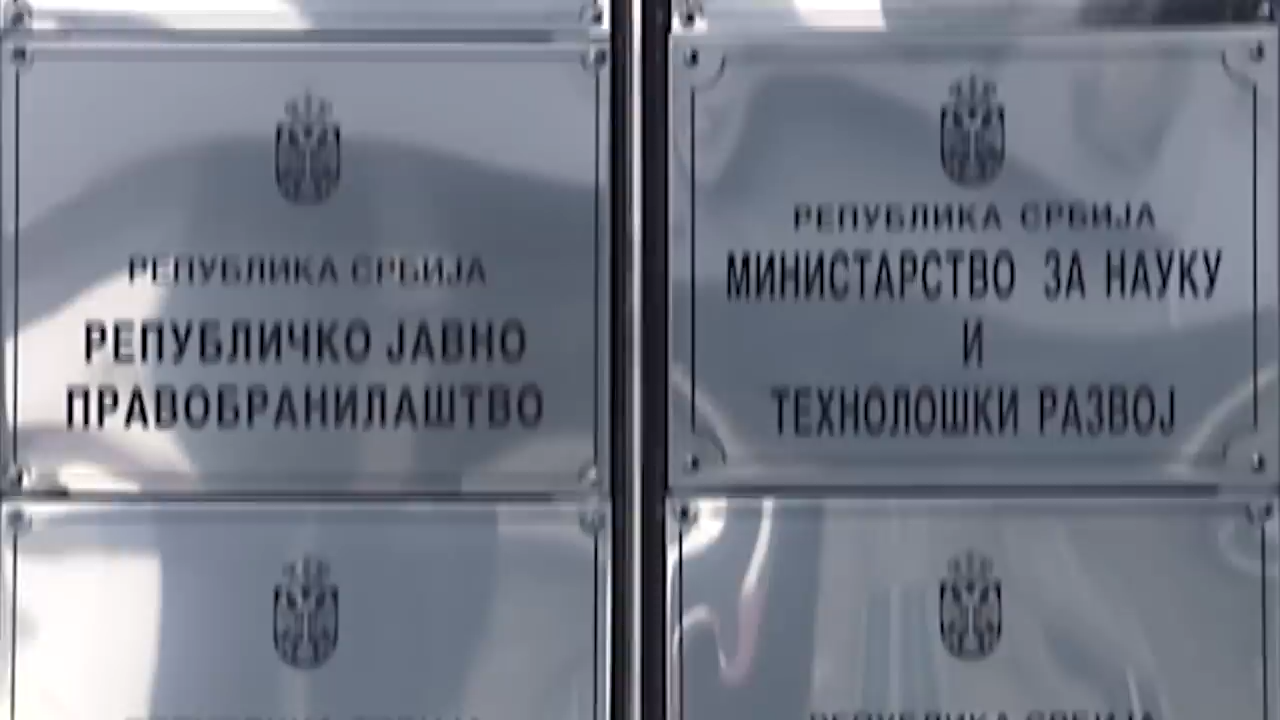 РЕПУБЛИКА СРБИЈА
РЕПУБЛИЧКО ЈАВНО
ПРАВОБРАНИЛАШТВО
РЕПУБЛИКА СРБИЈА
МИНИСТАРСТВО ЗА НАУКУ
И
ТЕХНОЛОШКИ РАЗВОЈ